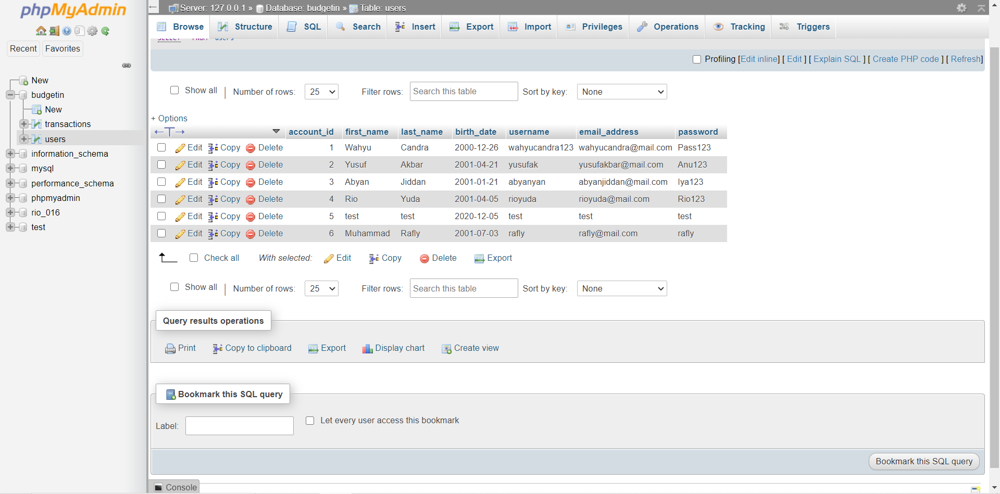 phpMyAdmin
Recent Favorites
New
budgetin
New
transactions
users
information_schema
mysql
performance_schema
phpmyadmin
rio_016
test
Server: 127.0.0.1 » Database: budgetin » Table: users
Browse Structure SQL Search Insert Export Import Privileges Operations Tracking Triggers
Profiling [Edit inline] [ Edit ] [ Explain SQL ] [ Create PHP code ] [ Refresh]
Show all | Number of rows: 25 Filter rows: Search this table Sort by key: None
+ Options
←T→ account_id first_name last_name birth_date username email_address password
Edit Copy Delete 1 Wahyu Candra 2000-12-26 wahyucandra123 wahyucandra@mail.com Pass123
Edit Copy Delete 2 Yusuf Akbar 2001-04-21 yusufak yusufakbar@mail.com Anu123
Edit Copy Delete 3 Abyan Jiddan 2001-01-21 abyanyan abyanjiddan@mail.com Iya123
Edit Copy Delete 4 Rio Yuda 2001-04-05 rioyuda rioyuda@mail.com Rio123
Edit Copy Delete 5 test test 2020-12-05 test test test
Edit Copy Delete 6 Muhammad Rafly 2001-07-03 rafly rafly@mail.com rafly
Check all With selected: Edit Copy Delete Export
Show all | Number of rows: 25 Filter rows: Search this table Sort by key: None
Query results operations
Print Copy to clipboard Export Display chart Create view
Bookmark this SQL query
Label: Let every user access this bookmark
Bookmark this SQL query
Console